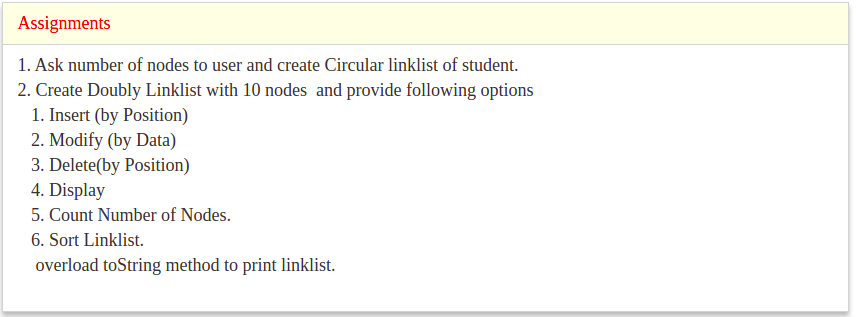 Assignments
1. Ask number of nodes to user and create Circular linklist of student.
2. Create Doubly Linklist with 10 nodes  and provide following options
1. Insert (by Position)
2. Modify (by Data)
3. Delete(by Position)
4. Display
5. Count Number of Nodes.
6. Sort Linklist.
overload toString method to print linklist.